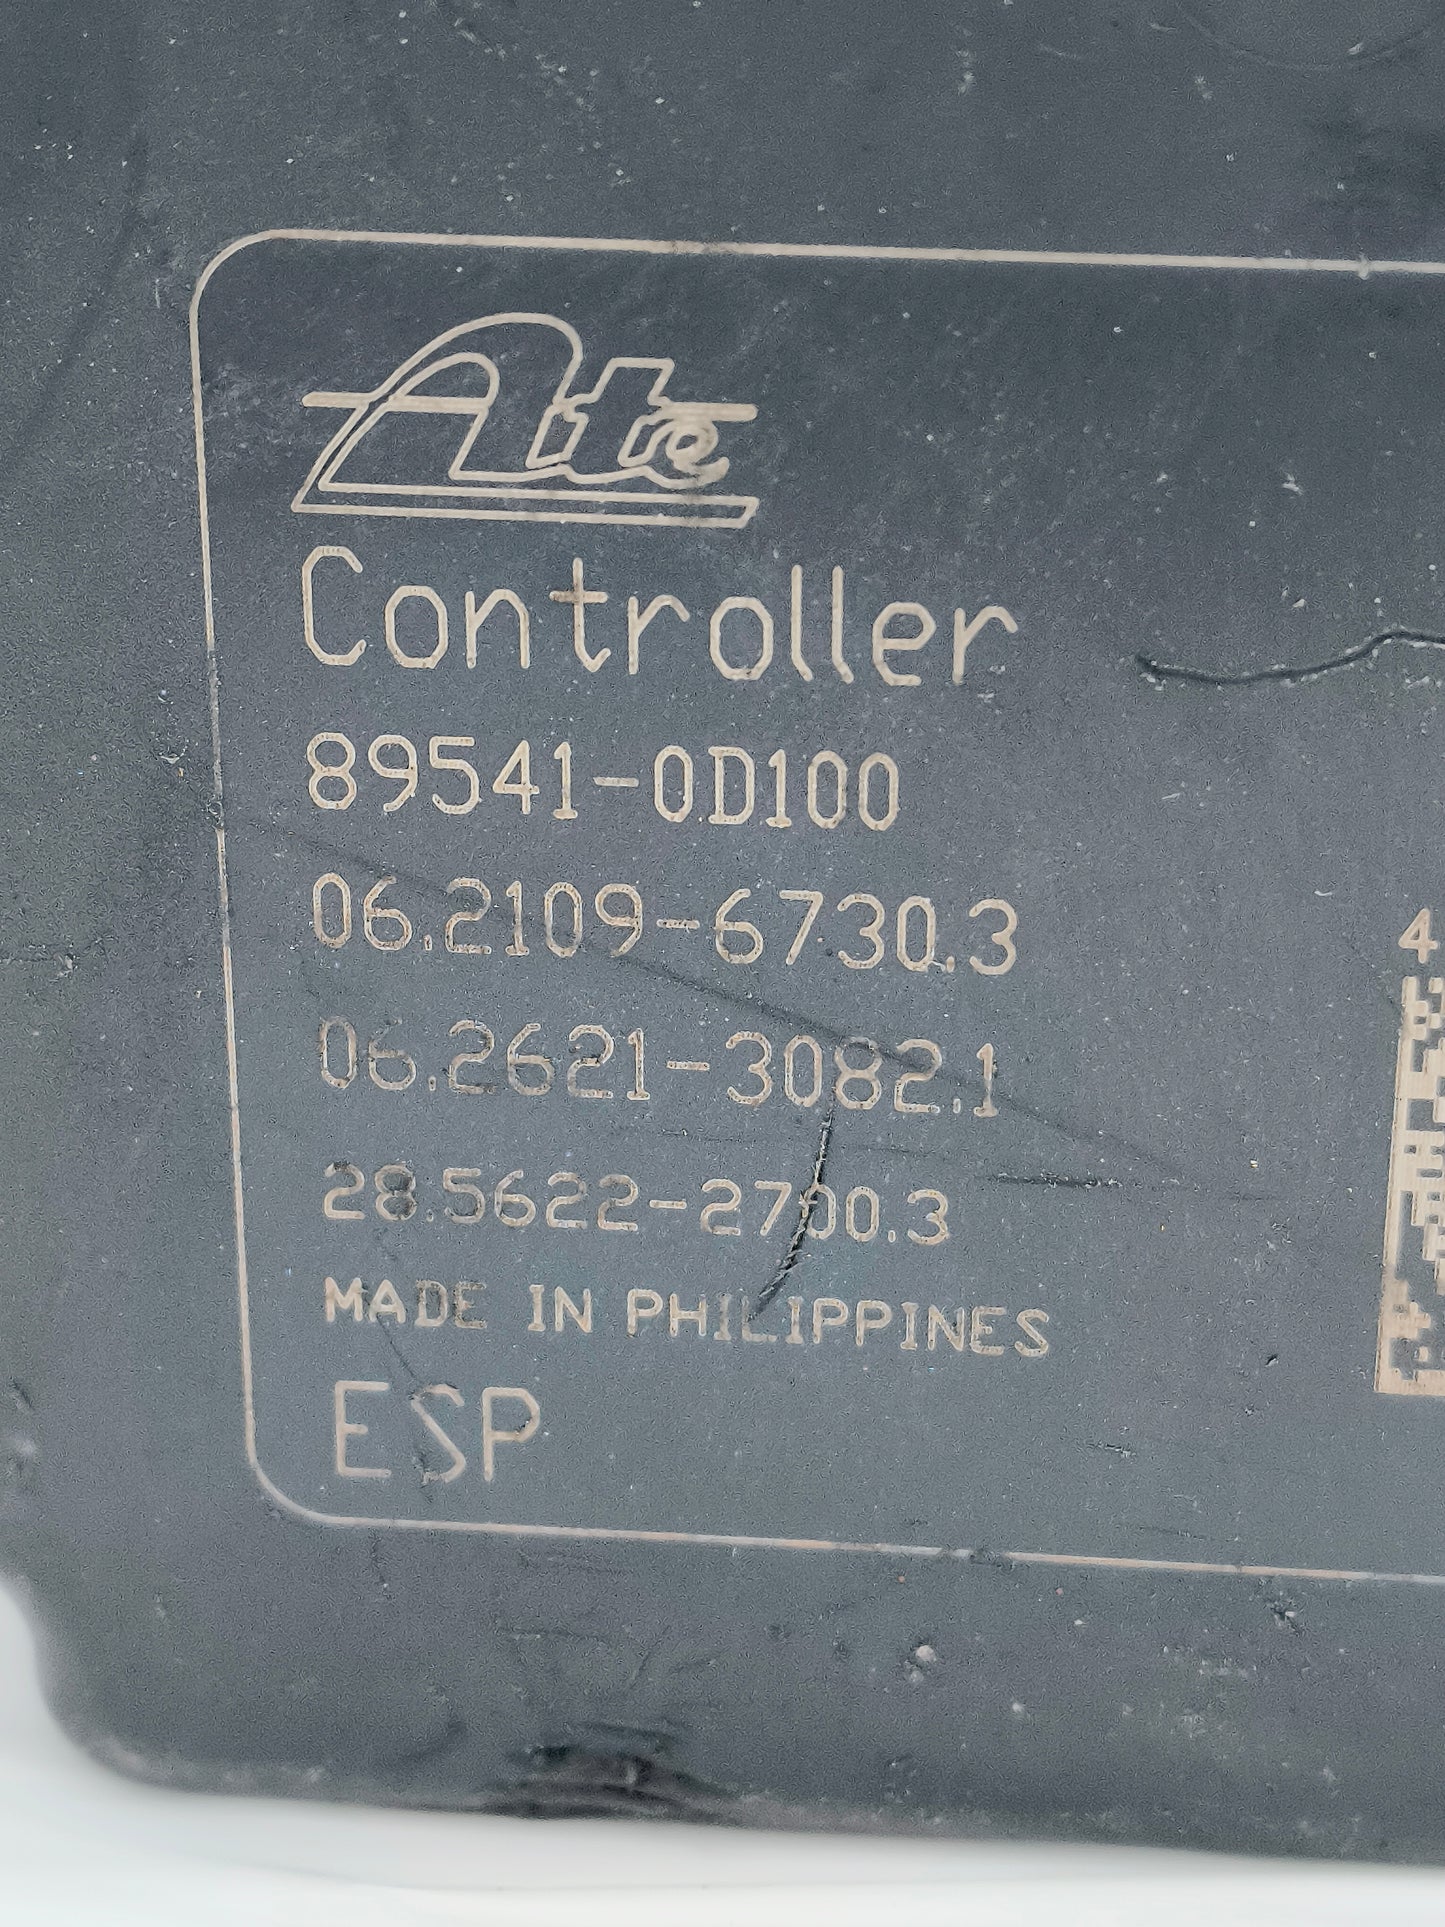 Ate
Controller
89541-0D100
06.2109-6730.3
06.2621-3082.1
28.5622-2700.3
MADE IN PHILIPPINES
ESP
4